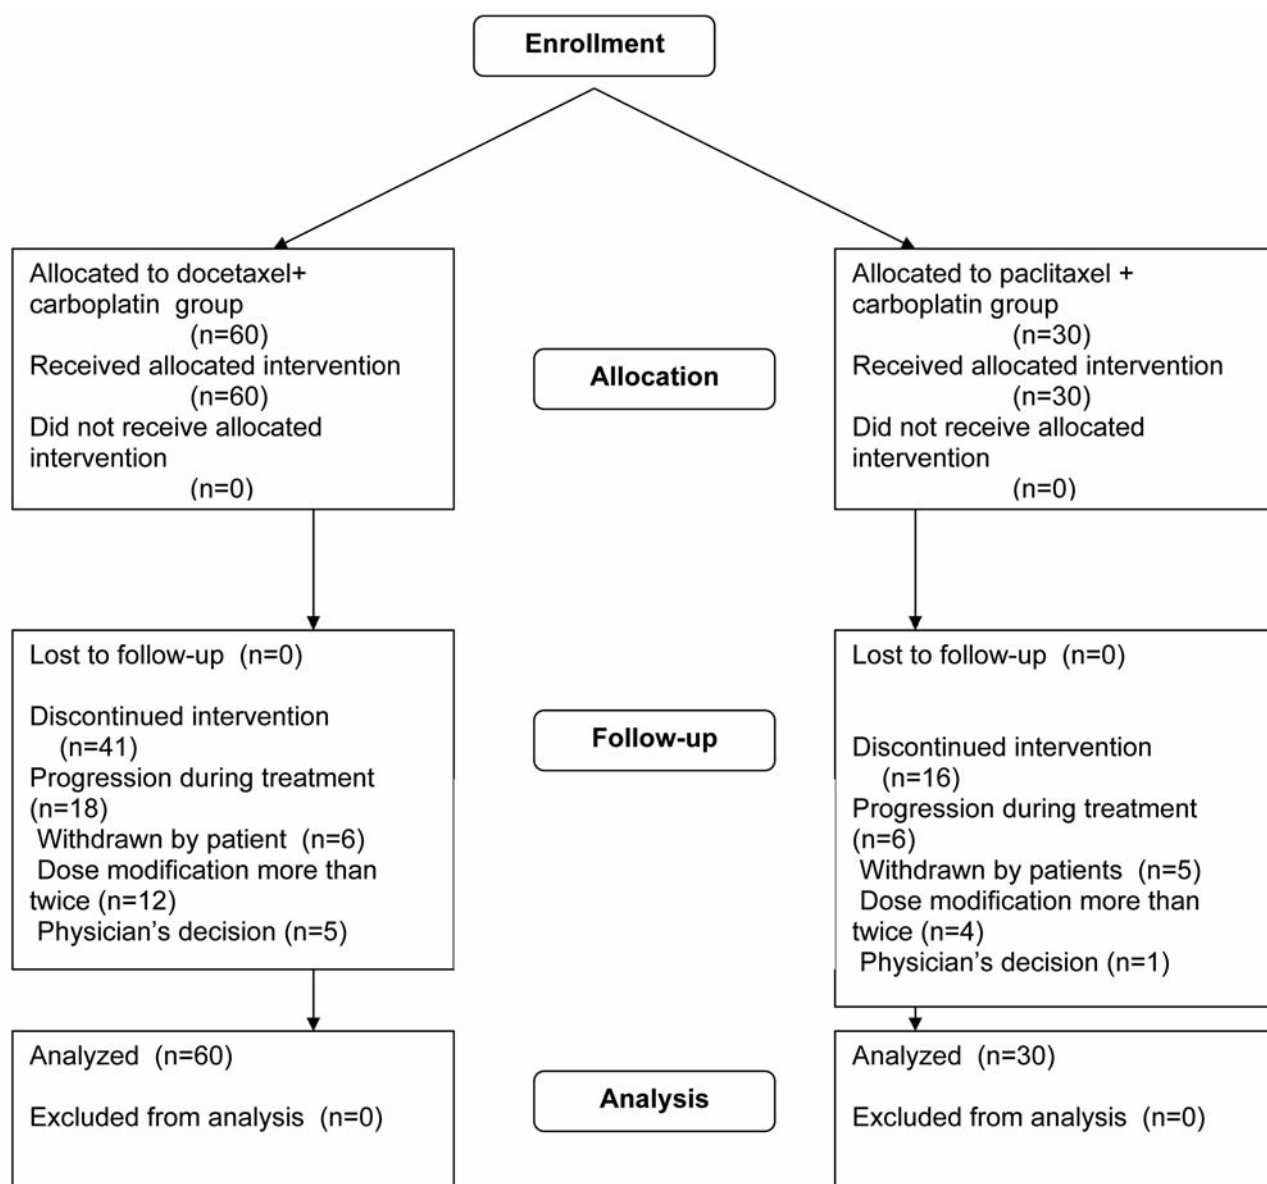 Enrollment
Allocated to docetaxel+
carboplatin group
(n=60)
Received allocated intervention
(n=60)
Did not receive allocated
intervention
(n=0)
Allocation
Allocated to paclitaxel +
carboplatin group
(n=30)
Received allocated intervention
(n=30)
Did not receive allocated
intervention
(n=0)
Lost to follow-up (n=0)
Discontinued intervention
(n=41)
Progression during treatment
(n=18)
Withdrawn by patient (n=6)
Dose modification more than
twice (n=12)
Physician’s decision (n=5)
Follow-up
Lost to follow-up (n=0)
Discontinued intervention
(n=16)
Progression during treatment
(n=6)
Withdrawn by patients (n=5)
Dose modification more than
twice (n=4)
Physician’s decision (n=1)
Analyzed (n=60)
Excluded from analysis (n=0)
Analysis
Analyzed (n=30)
Excluded from analysis (n=0)